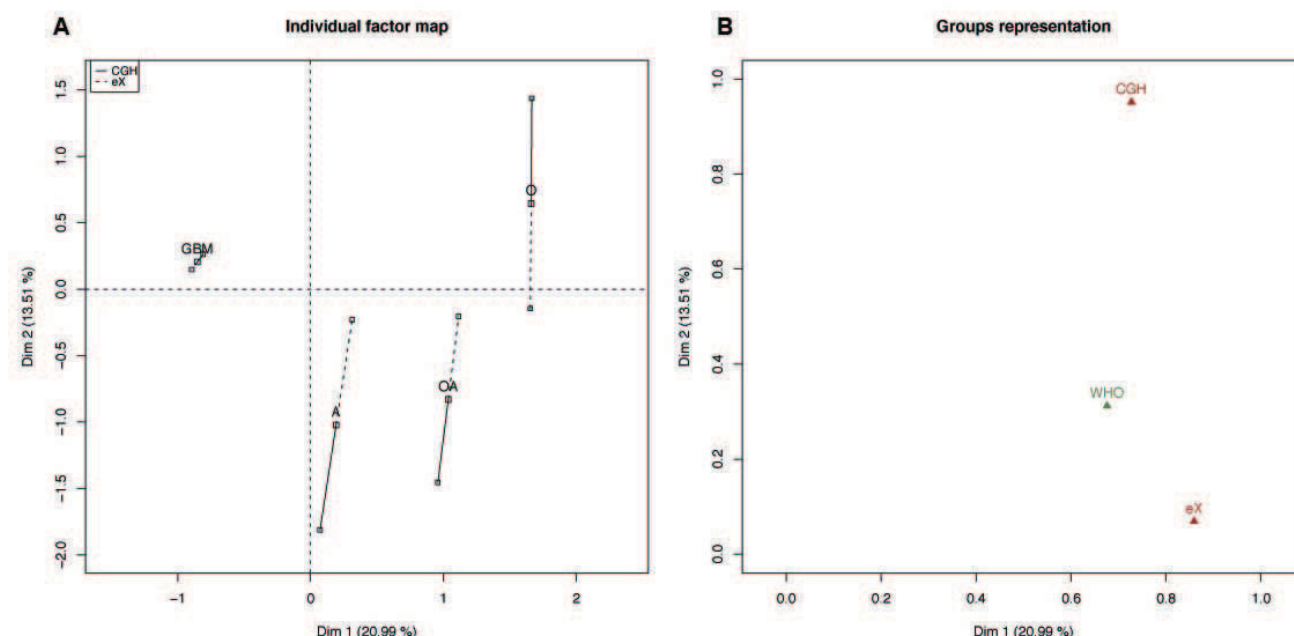 A
Individual factor map
CGH
eX
1.5
1.0
0.5
0.0
−0.5
−1.0
−1.5
−2.0
Dim 2 (13.51 %)
O
GBM
OA
A
−1
0
1
2
Dim 1 (20.99 %)
B
Groups representation
1.0
0.8
0.6
0.4
0.2
0.0
Dim 2 (13.51 %)
CGH
WHO
eX
0.0
0.2
0.4
0.6
0.8
1.0
Dim 1 (20.99 %)